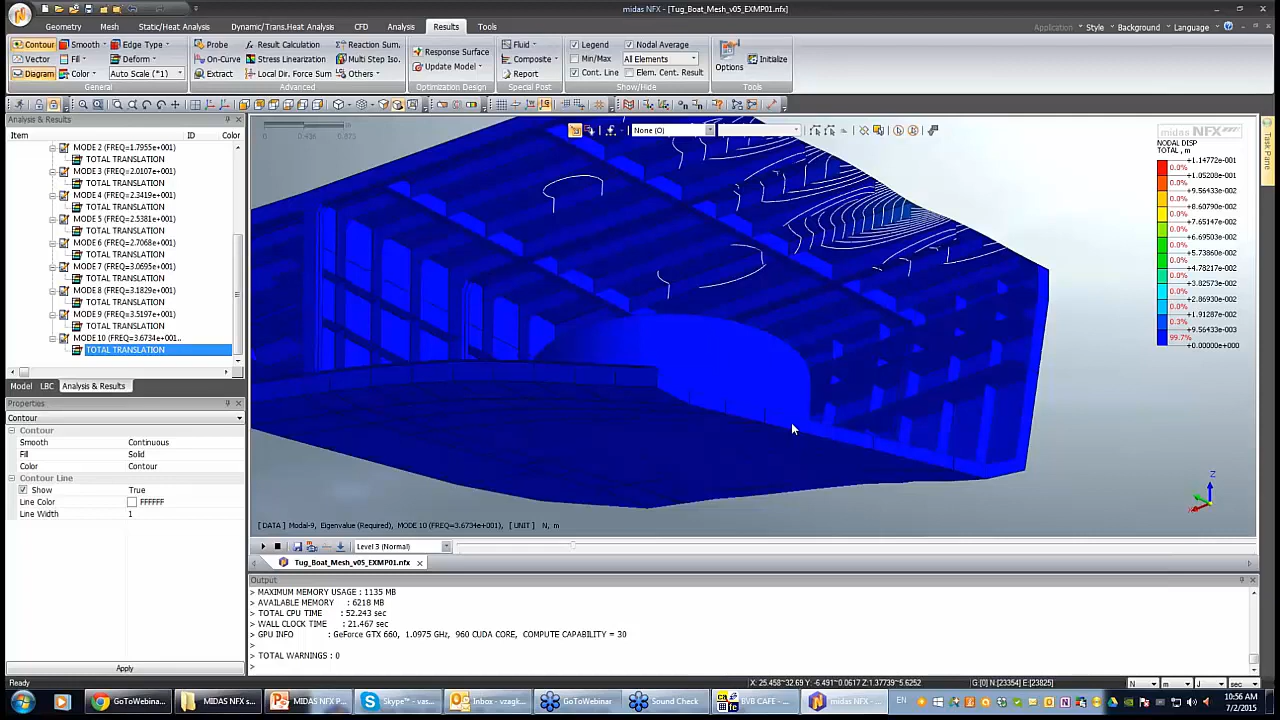 midas NFX - [Tug_Boat_Mesh_v05_EXMP01.nfx]
Geometry Mesh Static/Heat Analysis Dynamic/Trans.Heat Analysis CFD Analysis Results Tools
Application Style Background Language
Contour Smooth Edge Type Probe Result Calculation Reaction Sum. Response Surface Fluid Legend Nodal Average
Vector Fill Deform On-Curve Stress Linearization Multi Step Iso. Update Model Composite Min/Max All Elements Options Initialize
Diagram Color Auto Scale (*1) Extract Local Dir. Force Sum Others Report Cont. Line Elem. Cent. Result
General Advanced Optimization Design Special Post Show/Hide Tools
Analysis & Results
Item ID Color
MODE 2 (FREQ=1.7955e+001)
TOTAL TRANSLATION
MODE 3 (FREQ=2.0107e+001)
TOTAL TRANSLATION
MODE 4 (FREQ=2.3419e+001)
TOTAL TRANSLATION
MODE 5 (FREQ=2.5381e+001)
TOTAL TRANSLATION
MODE 6 (FREQ=2.7068e+001)
TOTAL TRANSLATION
MODE 7 (FREQ=3.0695e+001)
TOTAL TRANSLATION
MODE 8 (FREQ=3.1829e+001)
TOTAL TRANSLATION
MODE 9 (FREQ=3.5197e+001)
TOTAL TRANSLATION
MODE 10 (FREQ=3.6734e+001..
TOTAL TRANSLATION
Model LBC Analysis & Results
Properties
Contour
Contour
Smooth Continuous
Fill Solid
Color Contour
Contour Line
Show True
Line Color FFFFFF
Line Width 1
Apply
0 0.436 0.873
None (O)
midas NFX
NODAL DISP
TOTAL , m
+1.14772e-001
0.0%
+1.05208e-001
0.0%
+9.56433e-002
0.0%
+8.60790e-002
0.0%
+7.65147e-002
0.0%
+6.69503e-002
0.0%
+5.73860e-002
0.0%
+4.78217e-002
0.0%
+3.82573e-002
0.0%
+2.86930e-002
0.0%
+1.91287e-002
0.3%
+9.56433e-003
99.7%
+0.00000e+000
Task Pane
Z
X
[ DATA ] Modal-9, Eigenvalue (Required), MODE 10 (FREQ=3.6734e+001), [ UNIT ] N, m
Level 3 (Normal)
Tug_Boat_Mesh_v05_EXMP01.nfx
Output
> MAXIMUM MEMORY USAGE : 1135 MB
> AVAILABLE MEMORY : 6218 MB
> TOTAL CPU TIME : 52.243 sec
> WALL CLOCK TIME : 21.467 sec
> GPU INFO : GeForce GTX 660, 1.0975 GHz, 960 CUDA CORE, COMPUTE CAPABILITY = 30
>
> TOTAL WARNINGS : 0
>
Ready
X: 25.458~32.69 Y: -6.491~0.0617 Z:1.37739~5.6252 G:[0] N:[23354] E:[23825] N m J sec
GoToWebinar... MIDAS NFX s... MIDAS NFX P... Skype™ - vas... Inbox - vzagk... GoToWebinar Sound Check BVB CAFE -... midas NFX -... EN
10:56 AM
7/2/2015